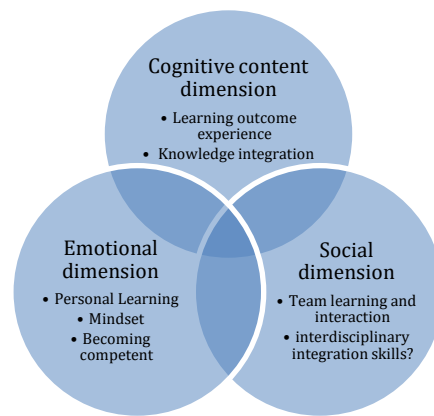 Cognitive content
dimension
• Learning outcome
experience
• Knowledge integration
Emotional
dimension
• Personal Learning
• Mindset
• Becoming
competent
Social
dimension
• Team learning and
interaction
• interdisciplinary
integration skills?